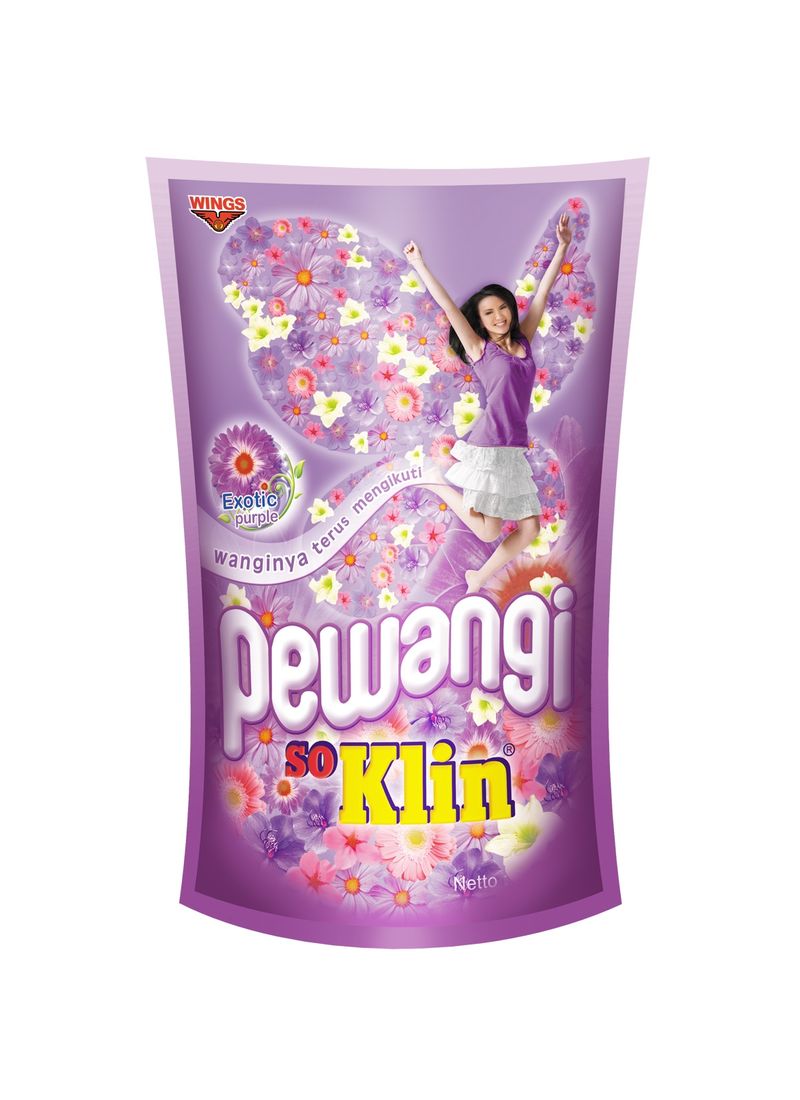 WINGS
Exotic
purple
wanginya terus mengikuti
pewangi
so Klin®
Netto